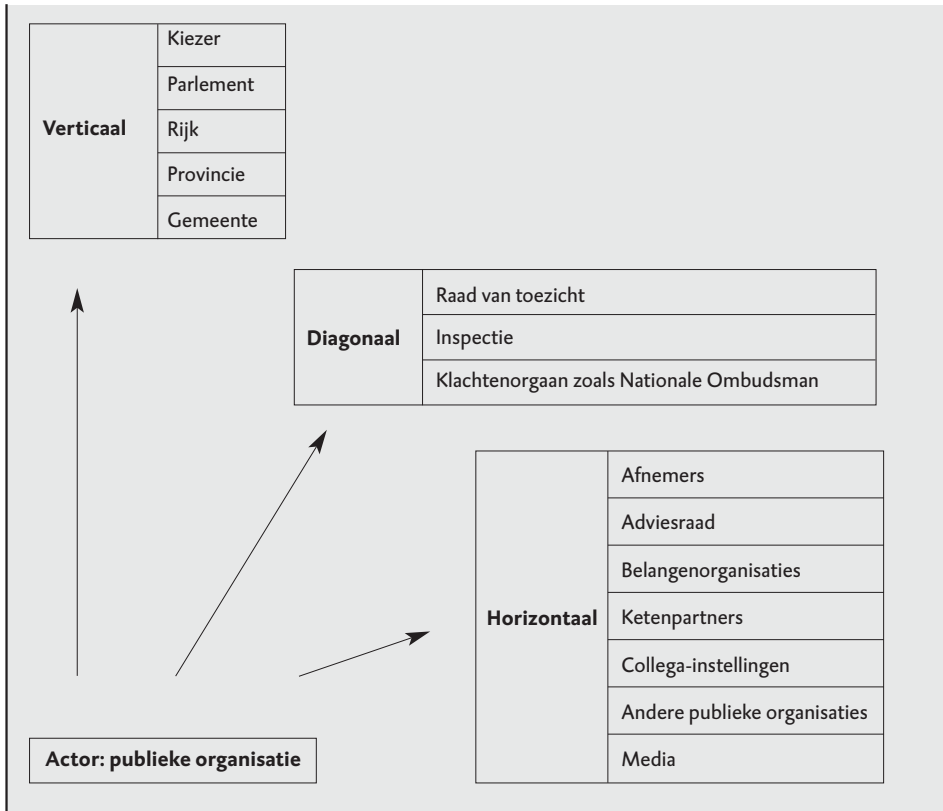 Kiezer
Parlement
Verticaal
Rijk
Provincie
Gemeente
Raad van toezicht
Diagonaal
Inspectie
Klachtenorgaan zoals Nationale Ombudsman
Afnemers
Adviesraad
Belangenorganisaties
Horizontaal
Ketenpartners
Collega-instellingen
Andere publieke organisaties
Media
Actor: publieke organisatie